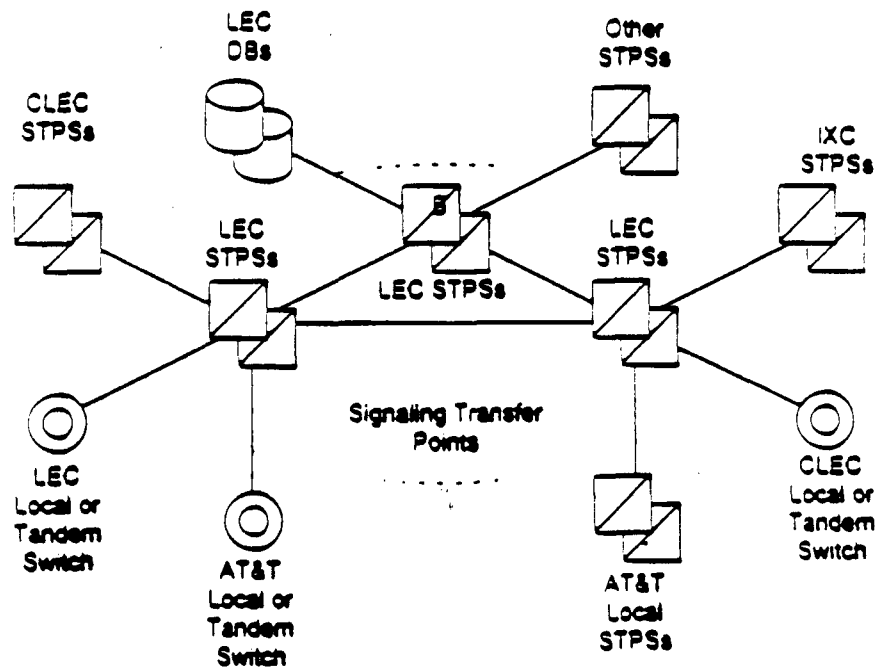 LEC
DBs
Other
STPSs
CLEC
STPSs
IXC
STPSs
LEC
STPSs
LEC STPSs
LEC
STPSs
Signaling Transfer
Points
LEC
Local or
Tandem
Switch
AT&T
Local or
Tandem
Switch
AT&T
Local
STPSs
CLEC
Local or
Tandem
Switch